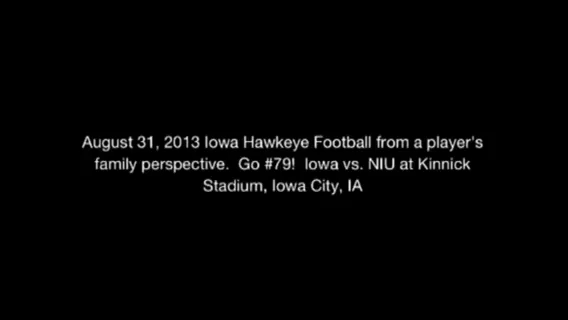 August 31, 2013 Iowa Hawkeye Football from a player's
family perspective.  Go #79!  Iowa vs. NIU at Kinnick
Stadium, Iowa City, IA